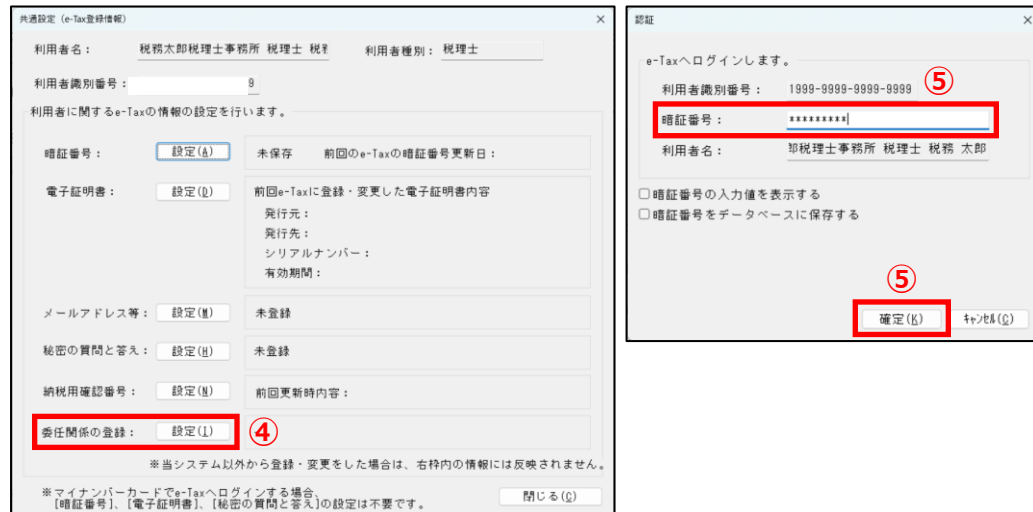 共通設定（e-Tax登録情報）
利用者名： 税務太郎税理士事務所 税理士 税 利用者種別： 税理士
利用者識別番号： 9
利用者に関するe-Taxの情報の設定を行います。
暗証番号： 設定(A) 未保存 前回のe-Taxの暗証番号更新日：
電子証明書： 設定(D) 前回e-Taxに登録・変更した電子証明書内容
発行元：
発行先：
シリアルナンバー：
有効期間：
メールアドレス等： 設定(M) 未登録
秘密の質問と答え： 設定(H) 未登録
納税用確認番号： 設定(N) 前回更新時内容：
委任関係の登録： 設定(I) ④
※当システム以外から登録・変更をした場合は、右枠内の情報には反映されません。
※マイナンバーカードでe-Taxへログインする場合、
[暗証番号]、[電子証明書]、[秘密の質問と答え]の設定は不要です。
閉じる(C)
認証
e-Taxへログインします。
⑤
利用者識別番号： 1999-9999-9999-9999
暗証番号： *********
利用者名： 税理士事務所 税理士 税務 太郎
暗証番号の入力値を表示する
暗証番号をデータベースに保存する
⑤
確定(K) ｷｬﾝｾﾙ(C)